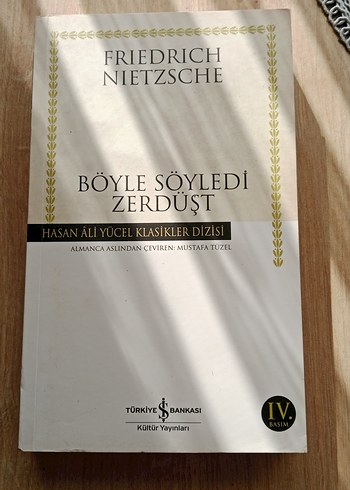 FRIEDRICH
NIETZSCHE
BÖYLE SÖYLEDİ
ZERDÜŞT
HASAN ÂLİ YÜCEL KLASİKLER DİZİSİ
ALMANCA ASLINDAN ÇEVİREN: MUSTAFA TÜZEL
TÜRKİYE İŞ BANKASI
Kültür Yayınları
IV.
BASIM